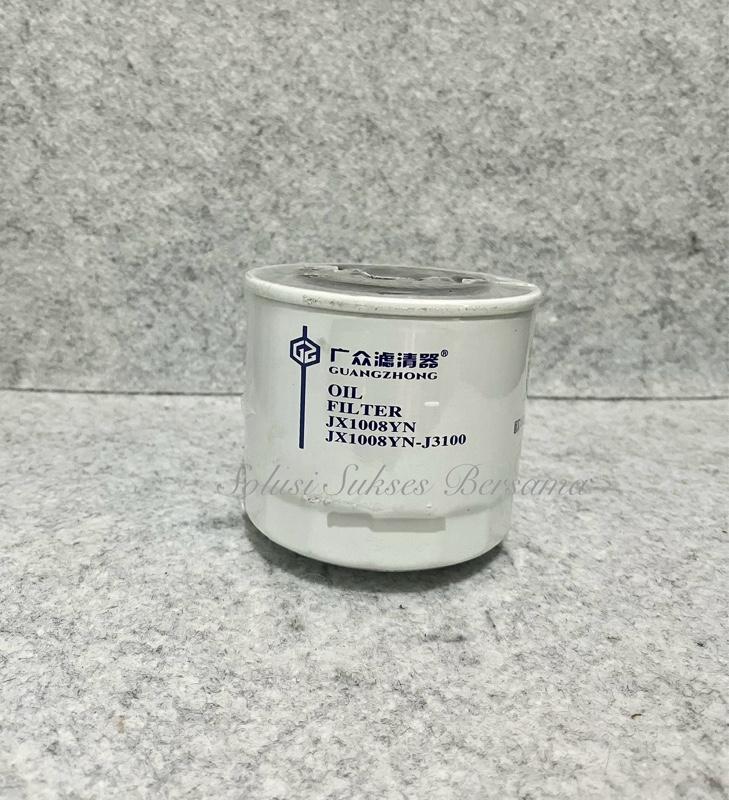 广众滤清器®
GUANGZHONG
OIL
FILTER
JX1008YN
JX1008YN-J3100
Solusi Sukses Bersama